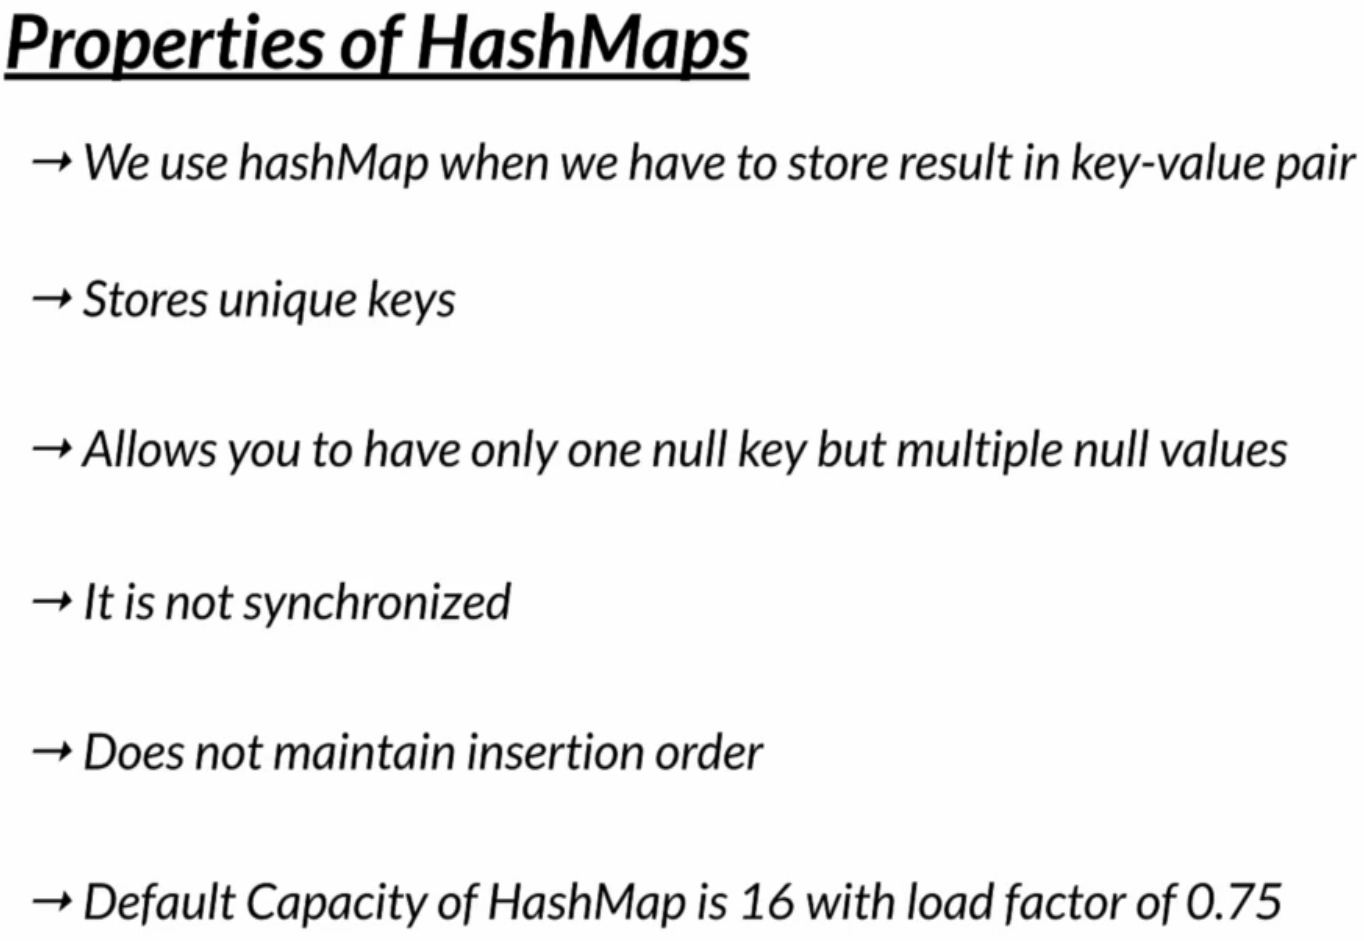 Properties of HashMaps
→ We use hashMap when we have to store result in key-value pair
→ Stores unique keys
→ Allows you to have only one null key but multiple null values
→ It is not synchronized
→ Does not maintain insertion order
→ Default Capacity of HashMap is 16 with load factor of 0.75